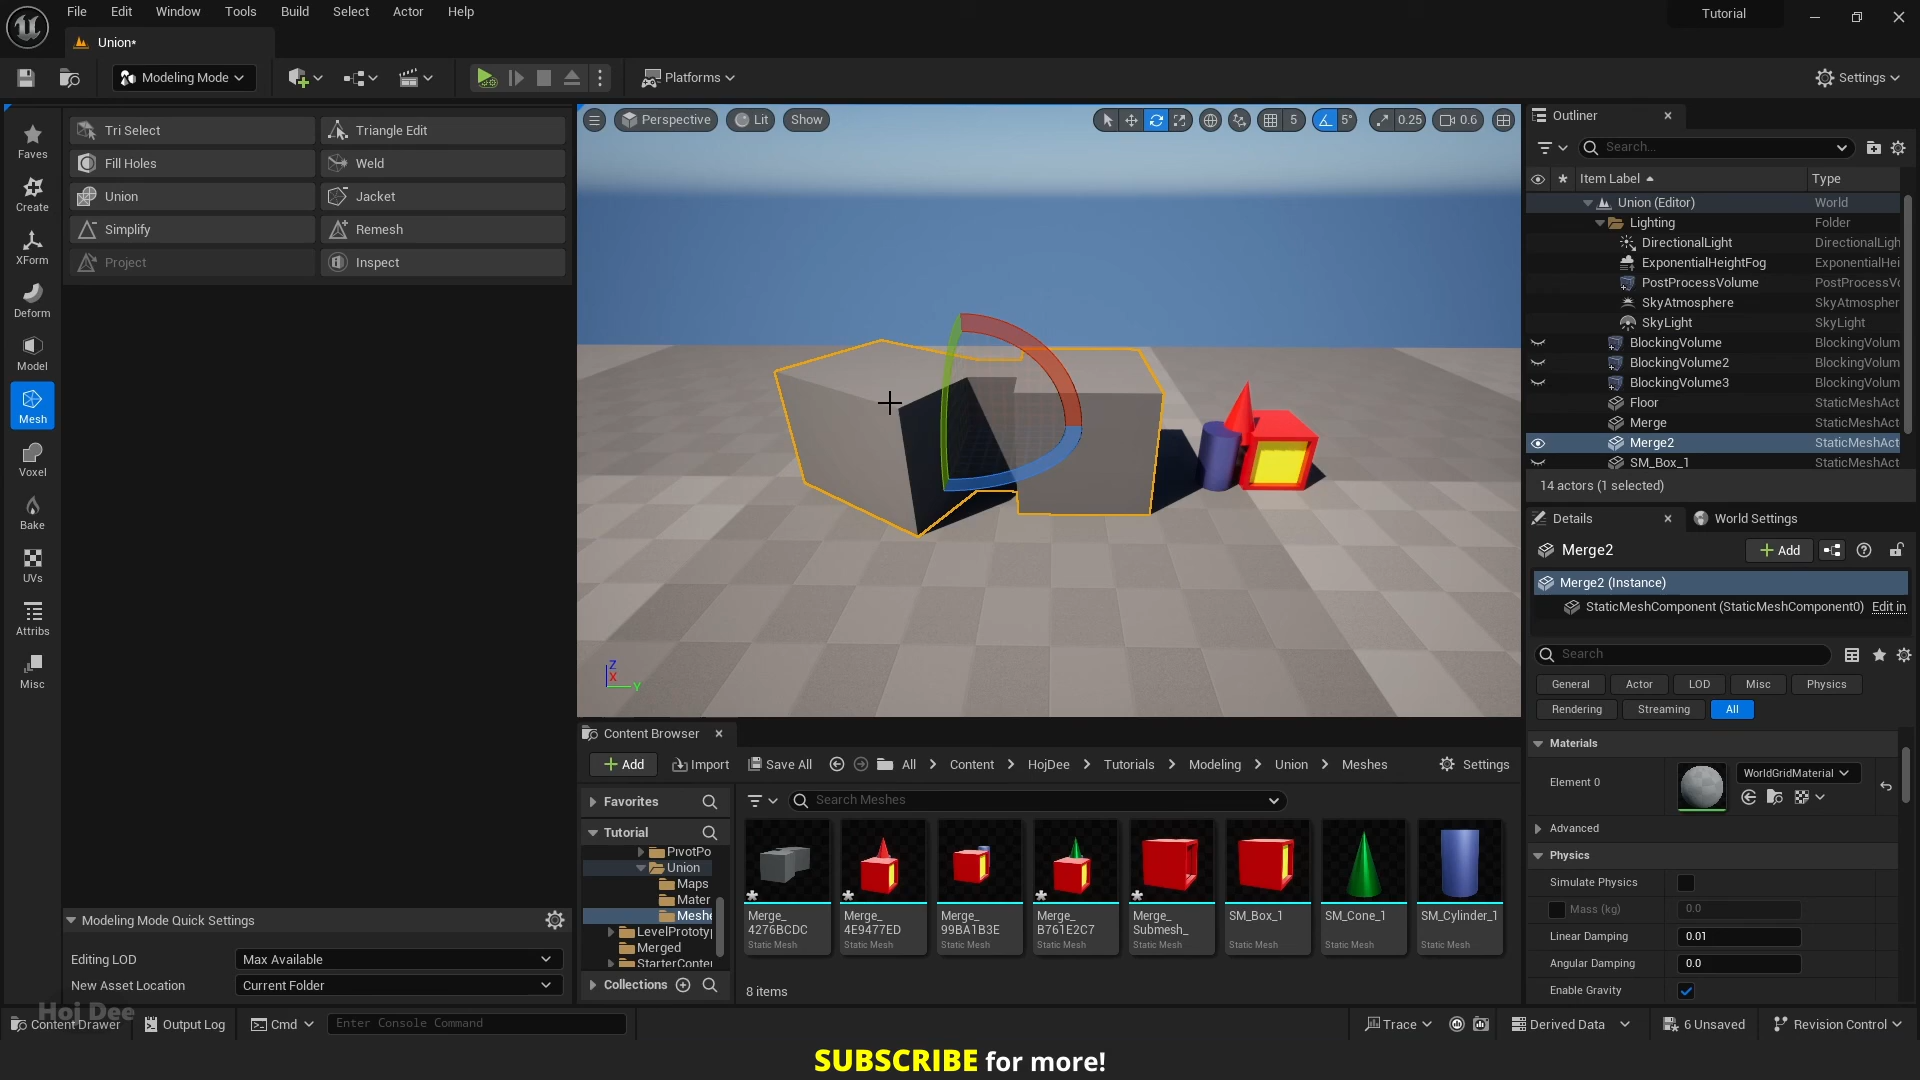 File Edit Window Tools Build Select Actor Help
Tutorial
Union*
Modeling Mode
Platforms
Settings
Faves
Create
XForm
Deform
Model
Mesh
Voxel
Bake
UVs
Attribs
Misc
Tri Select
Triangle Edit
Fill Holes
Weld
Union
Jacket
Simplify
Remesh
Project
Inspect
Modeling Mode Quick Settings
Editing LOD
Max Available
New Asset Location
Current Folder
Perspective
Lit
Show
5
5°
0.25
0.6
Z
X
Y
Outliner
Search...
Item Label
Type
Union (Editor) World
Lighting Folder
DirectionalLight DirectionalLigh
ExponentialHeightFog ExponentialHei
PostProcessVolume PostProcessVo
SkyAtmosphere SkyAtmospher
SkyLight SkyLight
BlockingVolume BlockingVolum
BlockingVolume2 BlockingVolum
BlockingVolume3 BlockingVolum
Floor StaticMeshAct
Merge StaticMeshAct
Merge2 StaticMeshAct
SM_Box_1 StaticMeshAct
14 actors (1 selected)
Details
World Settings
Merge2
Add
Merge2 (Instance)
StaticMeshComponent (StaticMeshComponent0) Edit in
Search
General
Actor
LOD
Misc
Physics
Rendering
Streaming
All
Materials
Element 0
WorldGridMaterial
Advanced
Physics
Simulate Physics
Mass (kg) 0.0
Linear Damping 0.01
Angular Damping 0.0
Enable Gravity
Content Browser
Add
Import
Save All
All
Content
HojDee
Tutorials
Modeling
Union
Meshes
Settings
Favorites
Tutorial
PivotPo
Union
Maps
Mater
Meshe
LevelPrototyp
Merged
StarterConter
Collections
Search Meshes
Merge_
4276BCDC
Static Mesh
Merge_
4E9477ED
Static Mesh
Merge_
99BA1B3E
Static Mesh
Merge_
B761E2C7
Static Mesh
Merge_
Submesh_
Static Mesh
SM_Box_1
Static Mesh
SM_Cone_1
Static Mesh
SM_Cylinder_1
Static Mesh
8 items
Hoj Dee
Content Drawer
Output Log
Cmd
Enter Console Command
Trace
Derived Data
6 Unsaved
Revision Control
SUBSCRIBE for more!